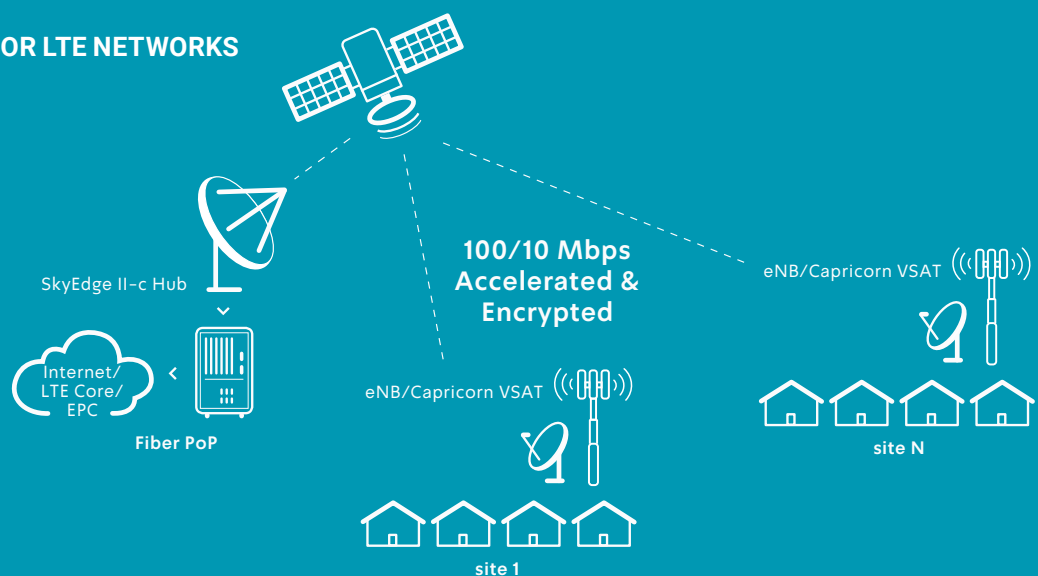 OR LTE NETWORKS
100/10 Mbps
Accelerated &
Encrypted
SkyEdge II-c Hub
eNB/Capricorn VSAT
Internet/
LTE Core/
EPC
Fiber PoP
eNB/Capricorn VSAT
site N
site 1